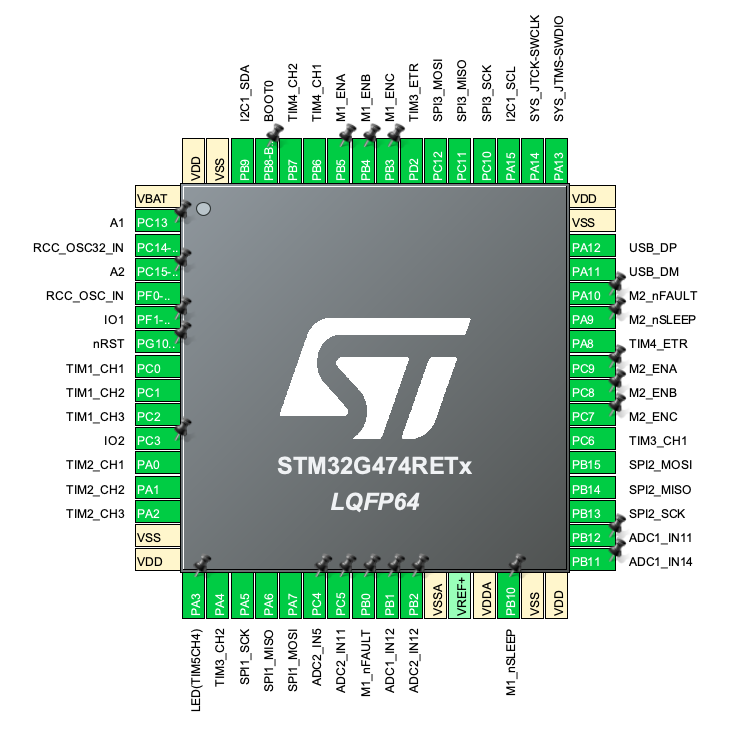 I2C1_SDA
BOOT0
TIM4_CH2
TIM4_CH1
M1_ENA
M1_ENB
M1_ENC
TIM3_ETR
SPI3_MOSI
SPI3_MISO
SPI3_SCK
I2C1_SCL
SYS_JTCK-SWCLK
SYS_JTMS-SWDIO
VDD
VSS
PB9
PB8-B..
PB7
PB6
PB5
PB4
PB3
PD2
PC12
PC11
PC10
PA15
PA14
PA13
VBAT
A1 PC13
RCC_OSC32_IN PC14-..
A2 PC15-..
RCC_OSC_IN PF0-..
IO1 PF1-..
nRST PG10..
TIM1_CH1 PC0
TIM1_CH2 PC1
TIM1_CH3 PC2
IO2 PC3
TIM2_CH1 PA0
TIM2_CH2 PA1
TIM2_CH3 PA2
VSS
VDD
ST
STM32G474RETx
LQFP64
VDD
VSS
PA12 USB_DP
PA11 USB_DM
PA10 M2_nFAULT
PA9 M2_nSLEEP
PA8 TIM4_ETR
PC9 M2_ENA
PC8 M2_ENB
PC7 M2_ENC
PC6 TIM3_CH1
PB15 SPI2_MOSI
PB14 SPI2_MISO
PB13 SPI2_SCK
PB12 ADC1_IN11
PB11 ADC1_IN14
PA3
PA4
PA5
PA6
PA7
PC4
PC5
PB0
PB1
PB2
VSSA
VREF+
VDDA
PB10
VSS
VDD
LED(TIM5CH4)
TIM3_CH2
SPI1_SCK
SPI1_MISO
SPI1_MOSI
ADC2_IN5
ADC2_IN11
M1_nFAULT
ADC1_IN12
ADC2_IN12
M1_nSLEEP